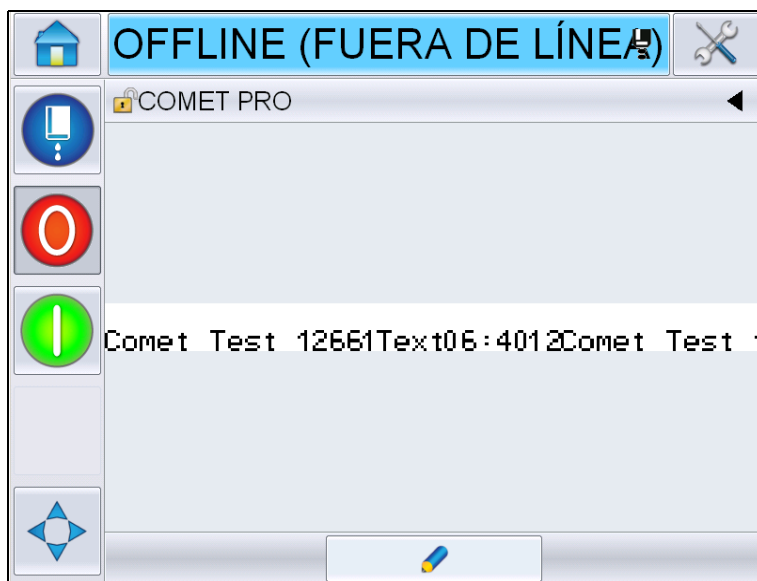 OFFLINE (FUERA DE LÍNEA)
COMET PRO
Comet Test 12661Text06:4012Comet Test